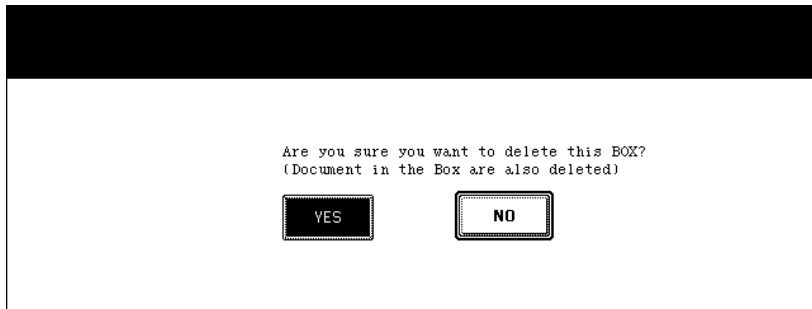 Are you sure you want to delete this BOX?
(Document in the Box are also deleted)
YES NO